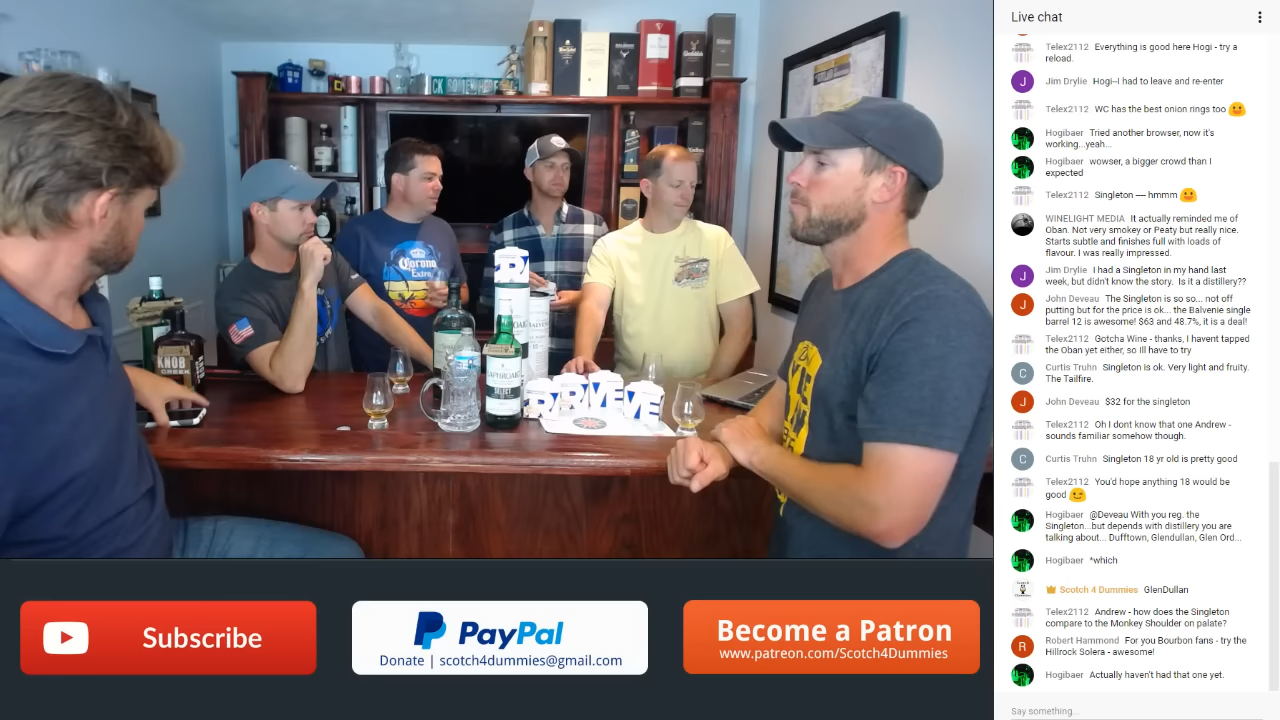 Live chat
Telex2112 Everything is good here Hogi - try a
reload.
Jim Drylie Hogi--I had to leave and re-enter
Telex2112 WC has the best onion rings too
Hogibaer Tried another browser, now it's
working...yeah...
Hogibaer wowser, a bigger crowd than I
expected
Telex2112 Singleton ---- hmmm
WINELIGHT MEDIA It actually reminded me of
Oban. Not very smokey or Peaty but really nice.
Starts subtle and finishes full with loads of
flavour. I was really impressed.
J
Jim Drylie I had a Singleton in my hand last
week, but didn't know the story. Is it a distillery??
J
John Deveau The Singleton is so so... not off
putting but for the price is ok... the Balvenie single
barrel 12 is awesome! $63 and 48.7%, it is a deal!
Telex2112 Gotcha Wine - thanks, I havent tapped
the Oban yet either, so Ill have to try
C
Curtis Truhn Singleton is ok. Very light and fruity.
The Tailfire.
J
John Deveau $32 for the singleton
Telex2112 Oh I dont know that one Andrew -
sounds familiar somehow though.
C
Curtis Truhn Singleton 18 yr old is pretty good
Telex2112 You'd hope anything 18 would be
good
Hogibaer @Deveau With you reg. the
Singleton...but depends with distillery you are
talking about... Dufftown, Glendullan, Glen Ord...
Hogibaer *which
Scotch 4 Dummies GlenDullan
Telex2112 Andrew - how does the Singleton
compare to the Monkey Shoulder on palate?
R
Robert Hammond For you Bourbon fans - try the
Hillrock Solera - awesome!
Hogibaer Actually haven't had that one yet.
Say something...
Corona
Extra
KNOB
CREEK
LAPHROAIG
SELECT
Subscribe
PayPal
Donate | scotch4dummies@gmail.com
Become a Patron
www.patreon.com/Scotch4Dummies